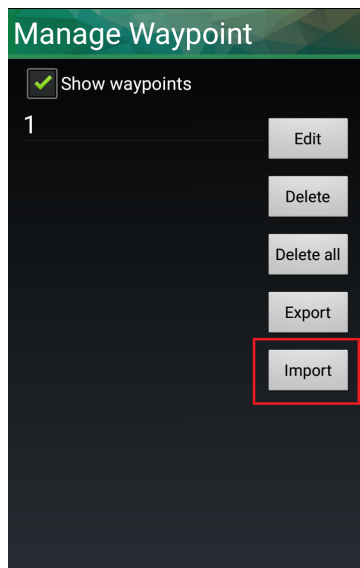 Manage Waypoint
Show waypoints
1
Edit
Delete
Delete all
Export
Import